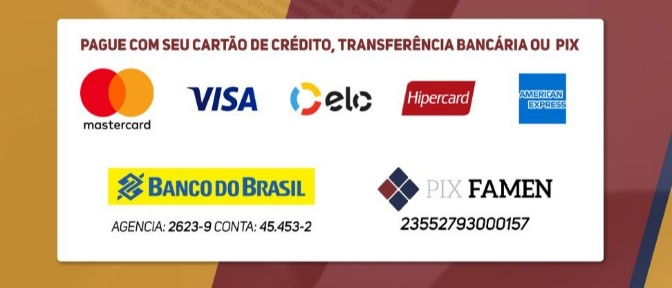 PAGUE COM SEU CARTÃO DE CRÉDITO, TRANSFERÊNCIA BANCÁRIA OU PIX
mastercard
VISA
elo
Hipercard
AMERICAN
EXPRESS
BANCO DO BRASIL
PIX FAMEN
AGENCIA: 2623-9 CONTA: 45.453-2
23552793000157